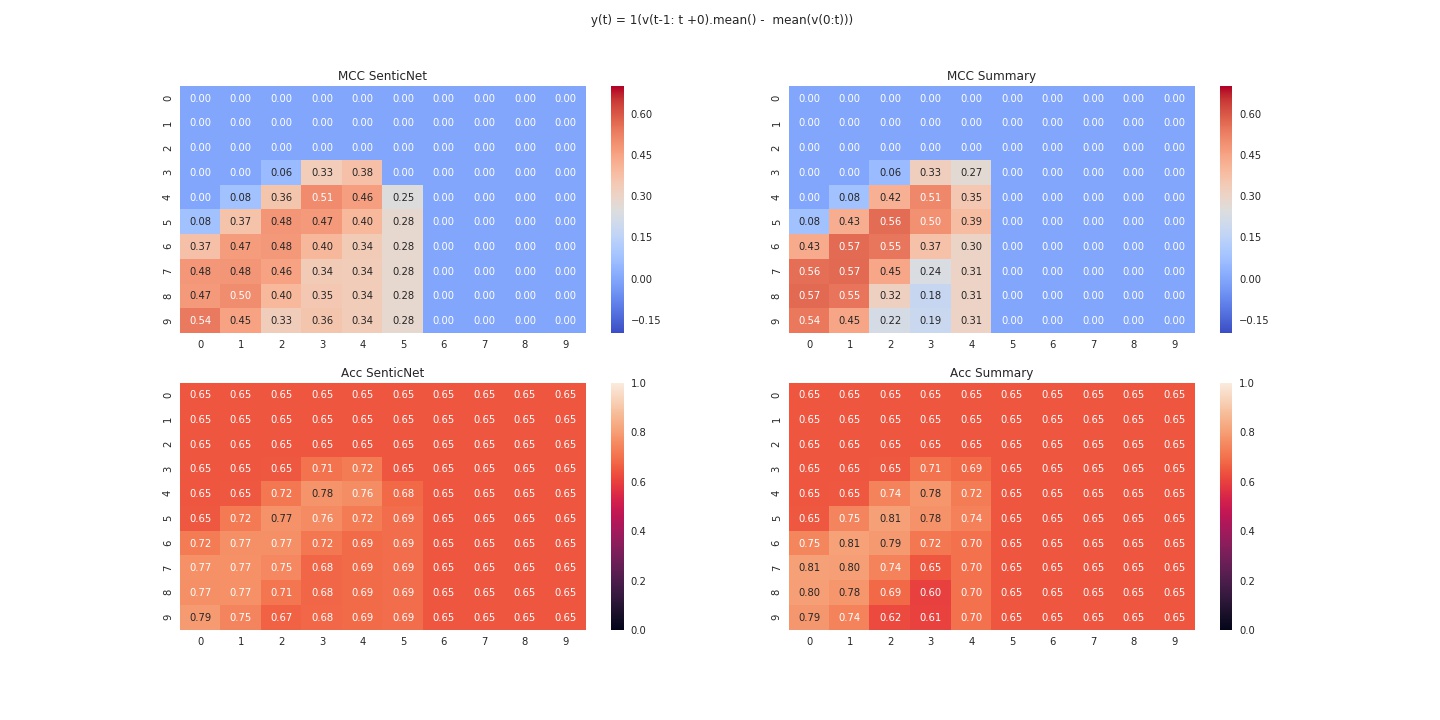 y(t) = 1(v(t-1: t +0).mean() -  mean(v(0:t)))
MCC SenticNet
0 0.00 0.00 0.00 0.00 0.00 0.00 0.00 0.00 0.00 0.00
1 0.00 0.00 0.00 0.00 0.00 0.00 0.00 0.00 0.00 0.00
2 0.00 0.00 0.00 0.00 0.00 0.00 0.00 0.00 0.00 0.00
3 0.00 0.00 0.06 0.33 0.38 0.00 0.00 0.00 0.00 0.00
4 0.00 0.08 0.36 0.51 0.46 0.25 0.00 0.00 0.00 0.00
5 0.08 0.37 0.48 0.47 0.40 0.28 0.00 0.00 0.00 0.00
6 0.37 0.47 0.48 0.40 0.34 0.28 0.00 0.00 0.00 0.00
7 0.48 0.48 0.46 0.34 0.34 0.28 0.00 0.00 0.00 0.00
8 0.47 0.50 0.40 0.35 0.34 0.28 0.00 0.00 0.00 0.00
9 0.54 0.45 0.33 0.36 0.34 0.28 0.00 0.00 0.00 0.00
0 1 2 3 4 5 6 7 8 9
0.60
0.45
0.30
0.15
0.00
−0.15
MCC Summary
0 0.00 0.00 0.00 0.00 0.00 0.00 0.00 0.00 0.00 0.00
1 0.00 0.00 0.00 0.00 0.00 0.00 0.00 0.00 0.00 0.00
2 0.00 0.00 0.00 0.00 0.00 0.00 0.00 0.00 0.00 0.00
3 0.00 0.00 0.06 0.33 0.27 0.00 0.00 0.00 0.00 0.00
4 0.00 0.08 0.42 0.51 0.35 0.00 0.00 0.00 0.00 0.00
5 0.08 0.43 0.56 0.50 0.39 0.00 0.00 0.00 0.00 0.00
6 0.43 0.57 0.55 0.37 0.30 0.00 0.00 0.00 0.00 0.00
7 0.56 0.57 0.45 0.24 0.31 0.00 0.00 0.00 0.00 0.00
8 0.57 0.55 0.32 0.18 0.31 0.00 0.00 0.00 0.00 0.00
9 0.54 0.45 0.22 0.19 0.31 0.00 0.00 0.00 0.00 0.00
0 1 2 3 4 5 6 7 8 9
0.60
0.45
0.30
0.15
0.00
−0.15
Acc SenticNet
0 0.65 0.65 0.65 0.65 0.65 0.65 0.65 0.65 0.65 0.65
1 0.65 0.65 0.65 0.65 0.65 0.65 0.65 0.65 0.65 0.65
2 0.65 0.65 0.65 0.65 0.65 0.65 0.65 0.65 0.65 0.65
3 0.65 0.65 0.65 0.71 0.72 0.65 0.65 0.65 0.65 0.65
4 0.65 0.65 0.72 0.78 0.76 0.68 0.65 0.65 0.65 0.65
5 0.65 0.72 0.77 0.76 0.72 0.69 0.65 0.65 0.65 0.65
6 0.72 0.77 0.77 0.72 0.69 0.69 0.65 0.65 0.65 0.65
7 0.77 0.77 0.75 0.68 0.69 0.69 0.65 0.65 0.65 0.65
8 0.77 0.77 0.71 0.68 0.69 0.69 0.65 0.65 0.65 0.65
9 0.79 0.75 0.67 0.68 0.69 0.69 0.65 0.65 0.65 0.65
0 1 2 3 4 5 6 7 8 9
1.0
0.8
0.6
0.4
0.2
0.0
Acc Summary
0 0.65 0.65 0.65 0.65 0.65 0.65 0.65 0.65 0.65 0.65
1 0.65 0.65 0.65 0.65 0.65 0.65 0.65 0.65 0.65 0.65
2 0.65 0.65 0.65 0.65 0.65 0.65 0.65 0.65 0.65 0.65
3 0.65 0.65 0.65 0.71 0.69 0.65 0.65 0.65 0.65 0.65
4 0.65 0.65 0.74 0.78 0.72 0.65 0.65 0.65 0.65 0.65
5 0.65 0.75 0.81 0.78 0.74 0.65 0.65 0.65 0.65 0.65
6 0.75 0.81 0.79 0.72 0.70 0.65 0.65 0.65 0.65 0.65
7 0.81 0.80 0.74 0.65 0.70 0.65 0.65 0.65 0.65 0.65
8 0.80 0.78 0.69 0.60 0.70 0.65 0.65 0.65 0.65 0.65
9 0.79 0.74 0.62 0.61 0.70 0.65 0.65 0.65 0.65 0.65
0 1 2 3 4 5 6 7 8 9
1.0
0.8
0.6
0.4
0.2
0.0